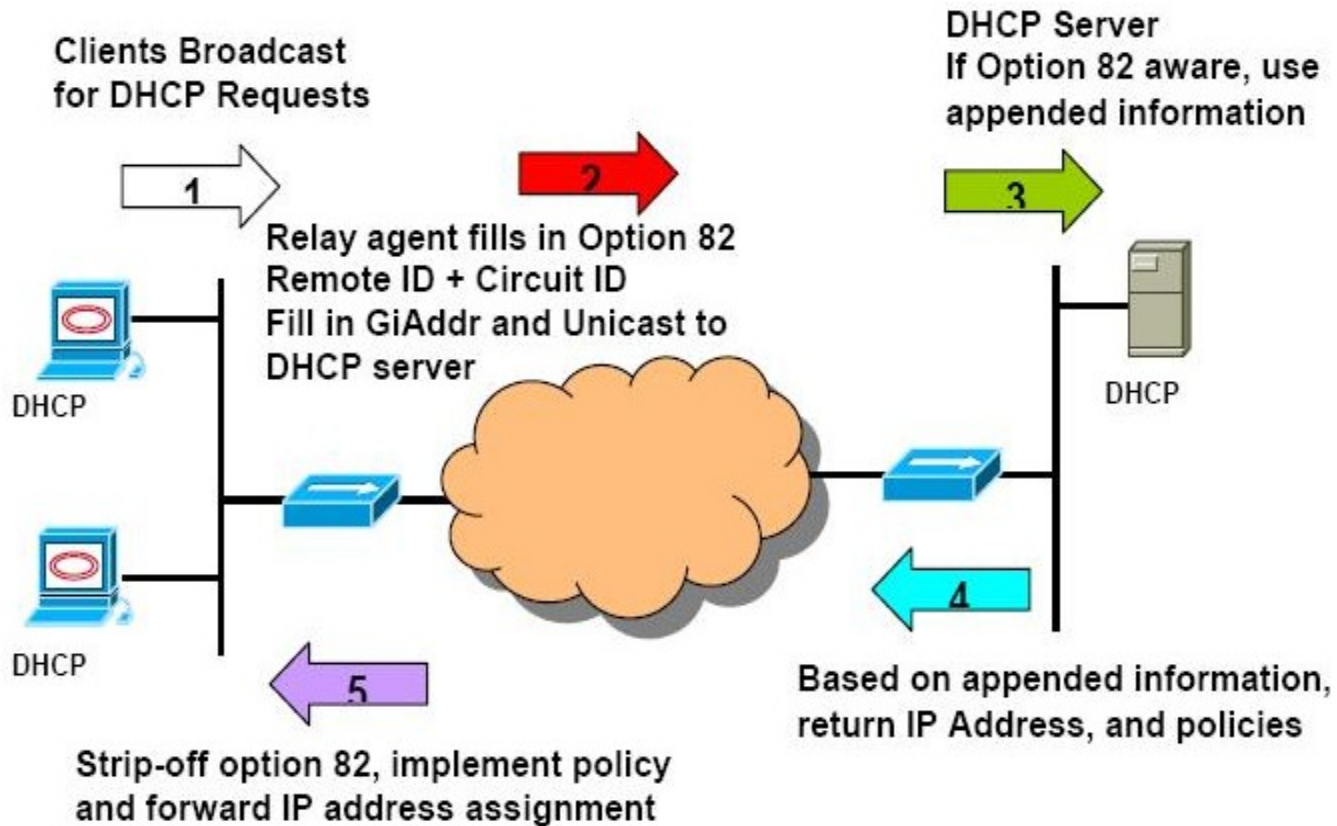 Clients Broadcast
for DHCP Requests
DHCP Server
If Option 82 aware, use
appended information
1
2
3
Relay agent fills in Option 82
Remote ID + Circuit ID
Fill in GiAddr and Unicast to
DHCP server
DHCP
DHCP
DHCP
4
5
Based on appended information,
return IP Address, and policies
Strip-off option 82, implement policy
and forward IP address assignment